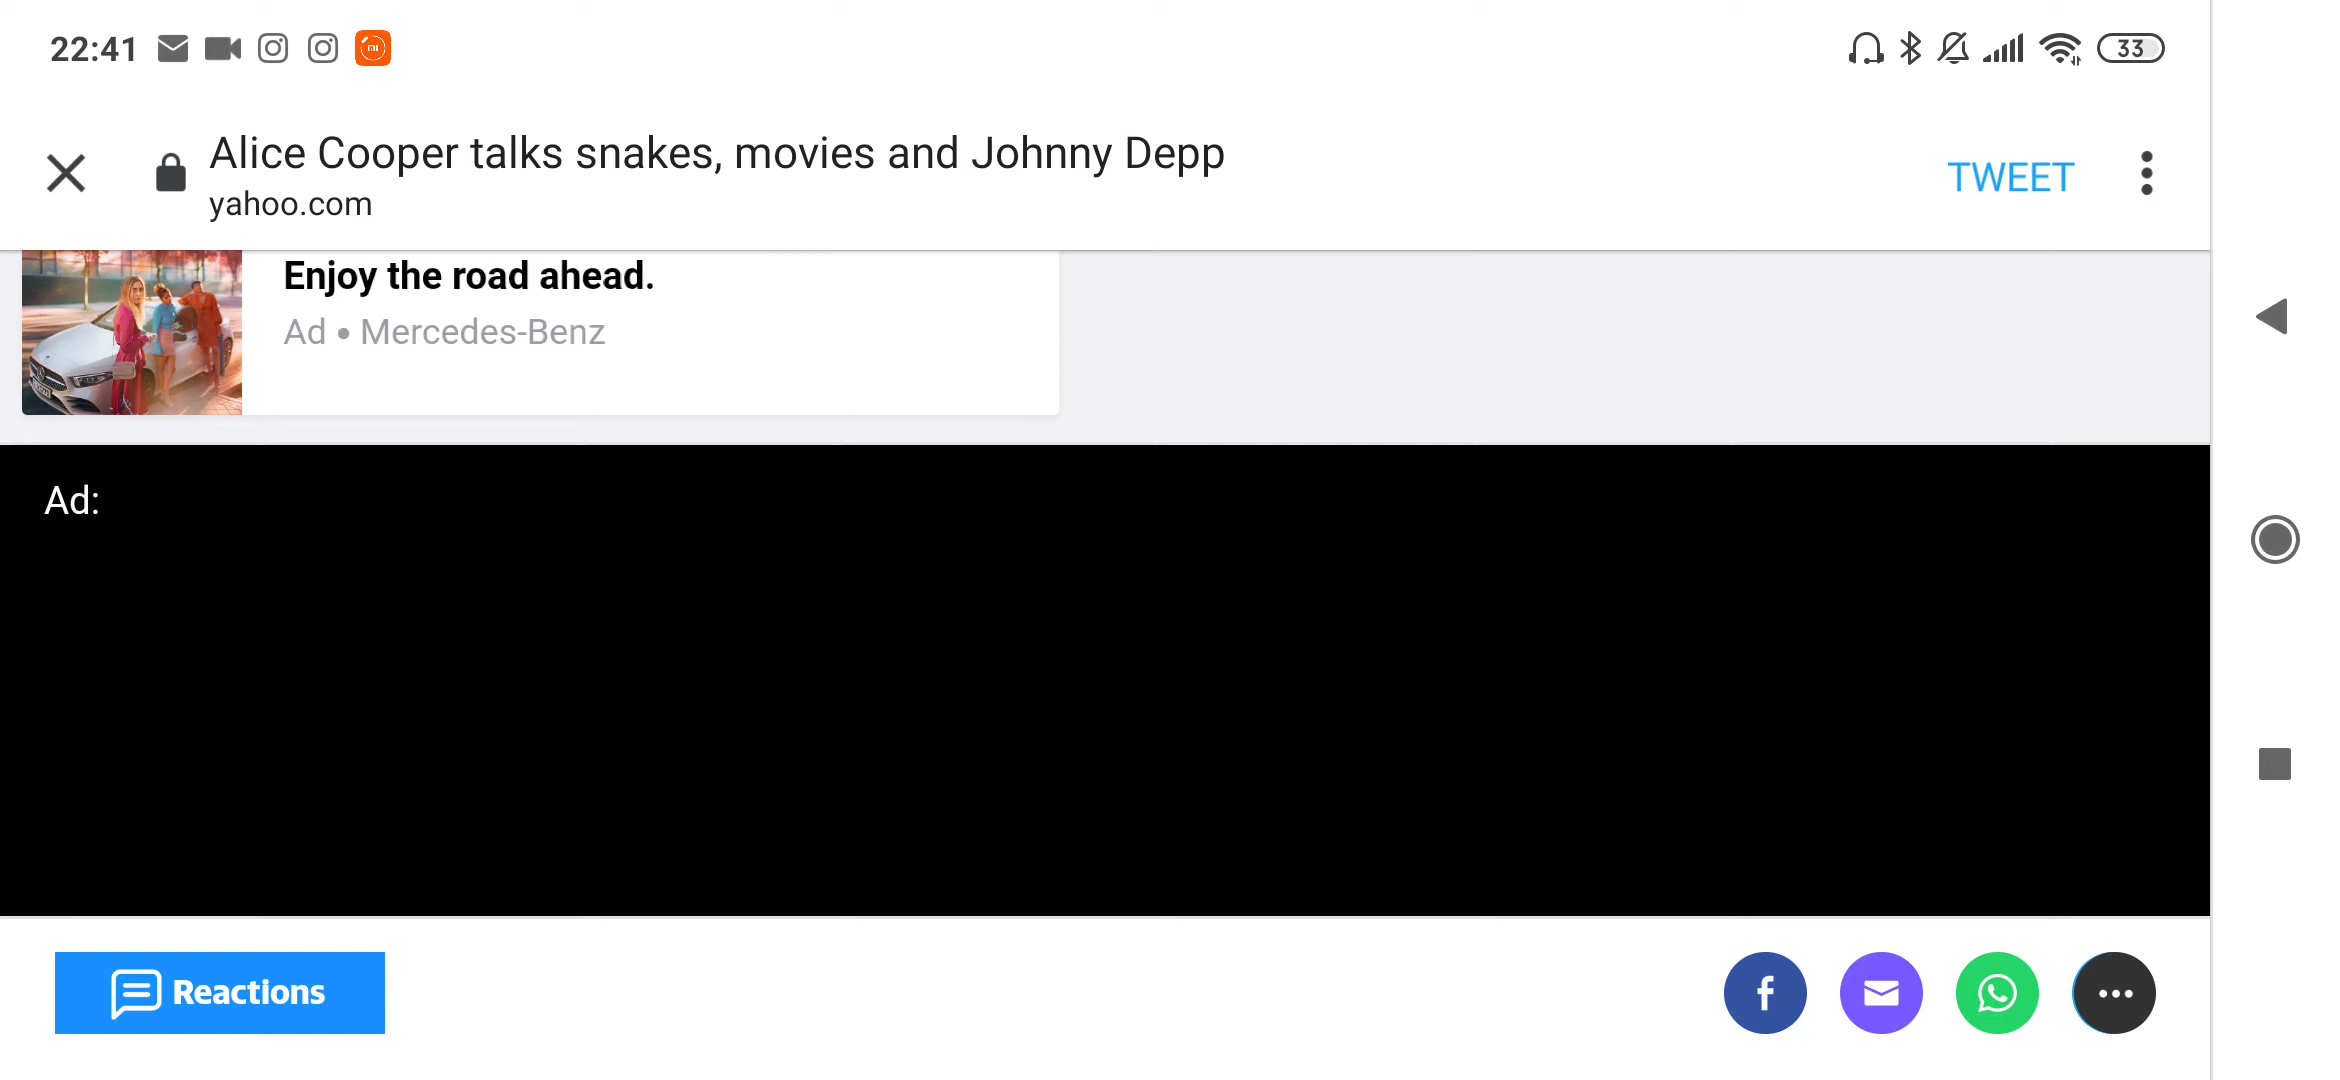 22:41
33
Alice Cooper talks snakes, movies and Johnny Depp
yahoo.com
TWEET
Enjoy the road ahead.
Ad • Mercedes-Benz
Ad:
Reactions